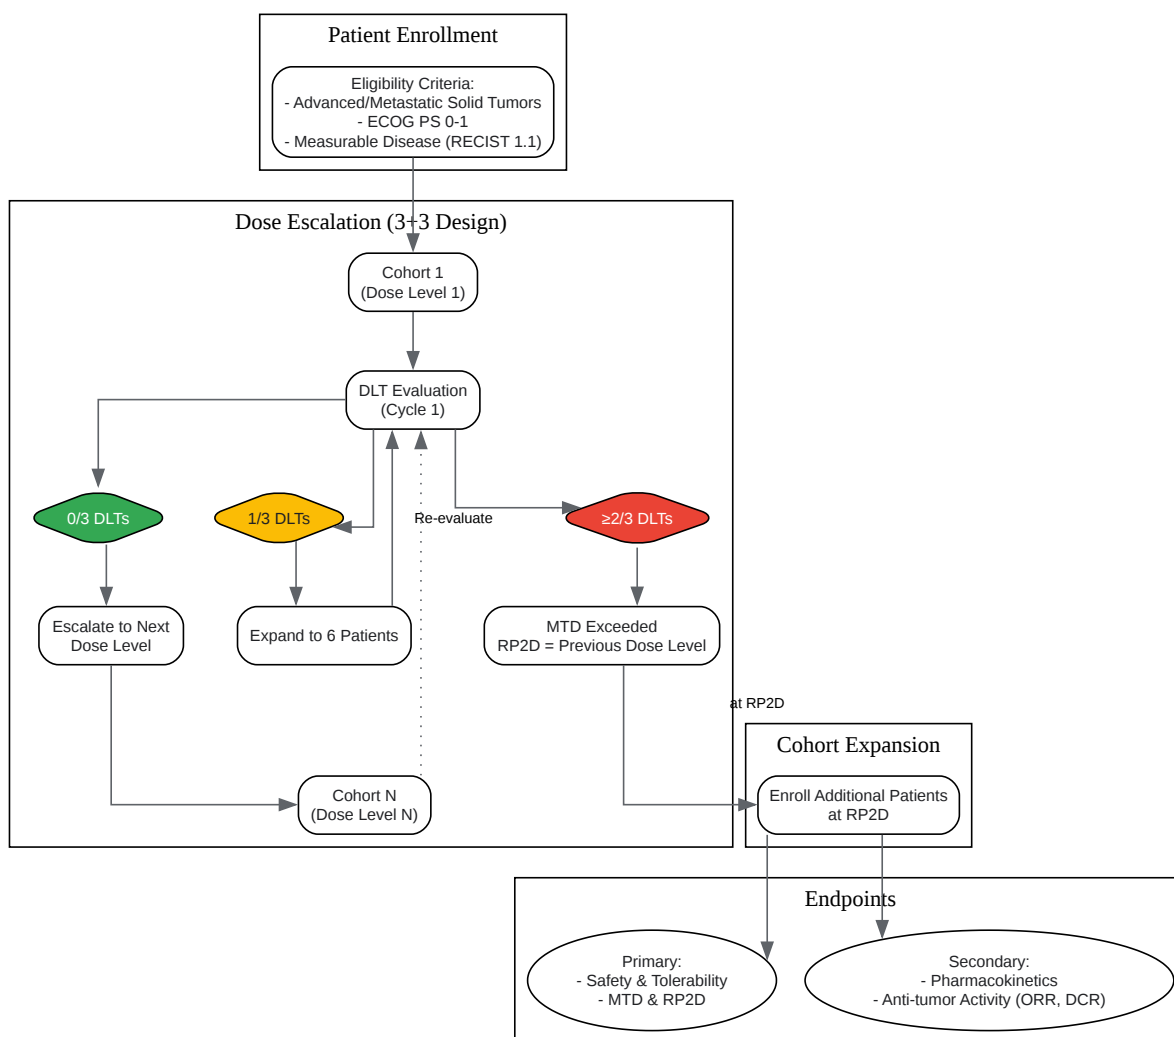 Patient Enrollment
Eligibility Criteria:
- Advanced/Metastatic Solid Tumors
- ECOG PS 0-1
- Measurable Disease (RECIST 1.1)
Dose Escalation (3+3 Design)
Cohort 1
(Dose Level 1)
DLT Evaluation
(Cycle 1)
0/3 DLTs
1/3 DLTs
Re-evaluate
≥2/3 DLTs
Escalate to Next
Dose Level
Expand to 6 Patients
MTD Exceeded
RP2D = Previous Dose Level
at RP2D
Cohort N
(Dose Level N)
Cohort Expansion
Enroll Additional Patients
at RP2D
Endpoints
Primary:
- Safety & Tolerability
- MTD & RP2D
Secondary:
- Pharmacokinetics
- Anti-tumor Activity (ORR, DCR)